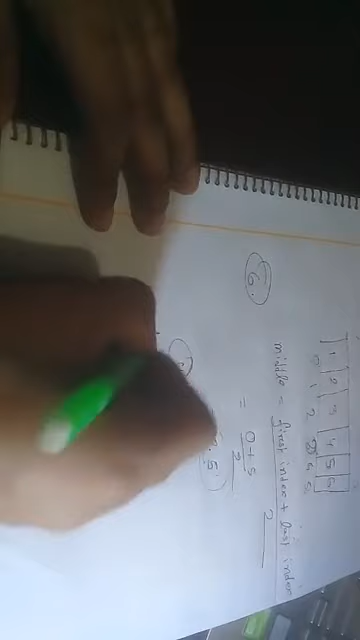 1 2 3 4 5 6
0 1 2 3 4 5
6.
middle = first index + last index
2
= 0+5
2
.5